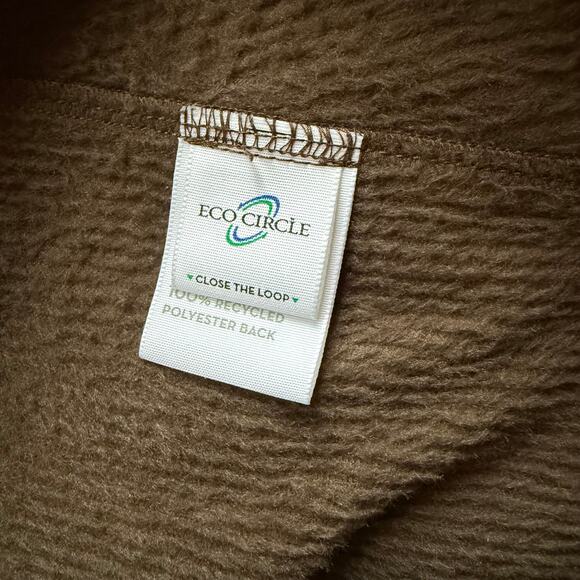 ECO CIRCLE
CLOSE THE LOOP
100% RECYCLED
POLYESTER BACK